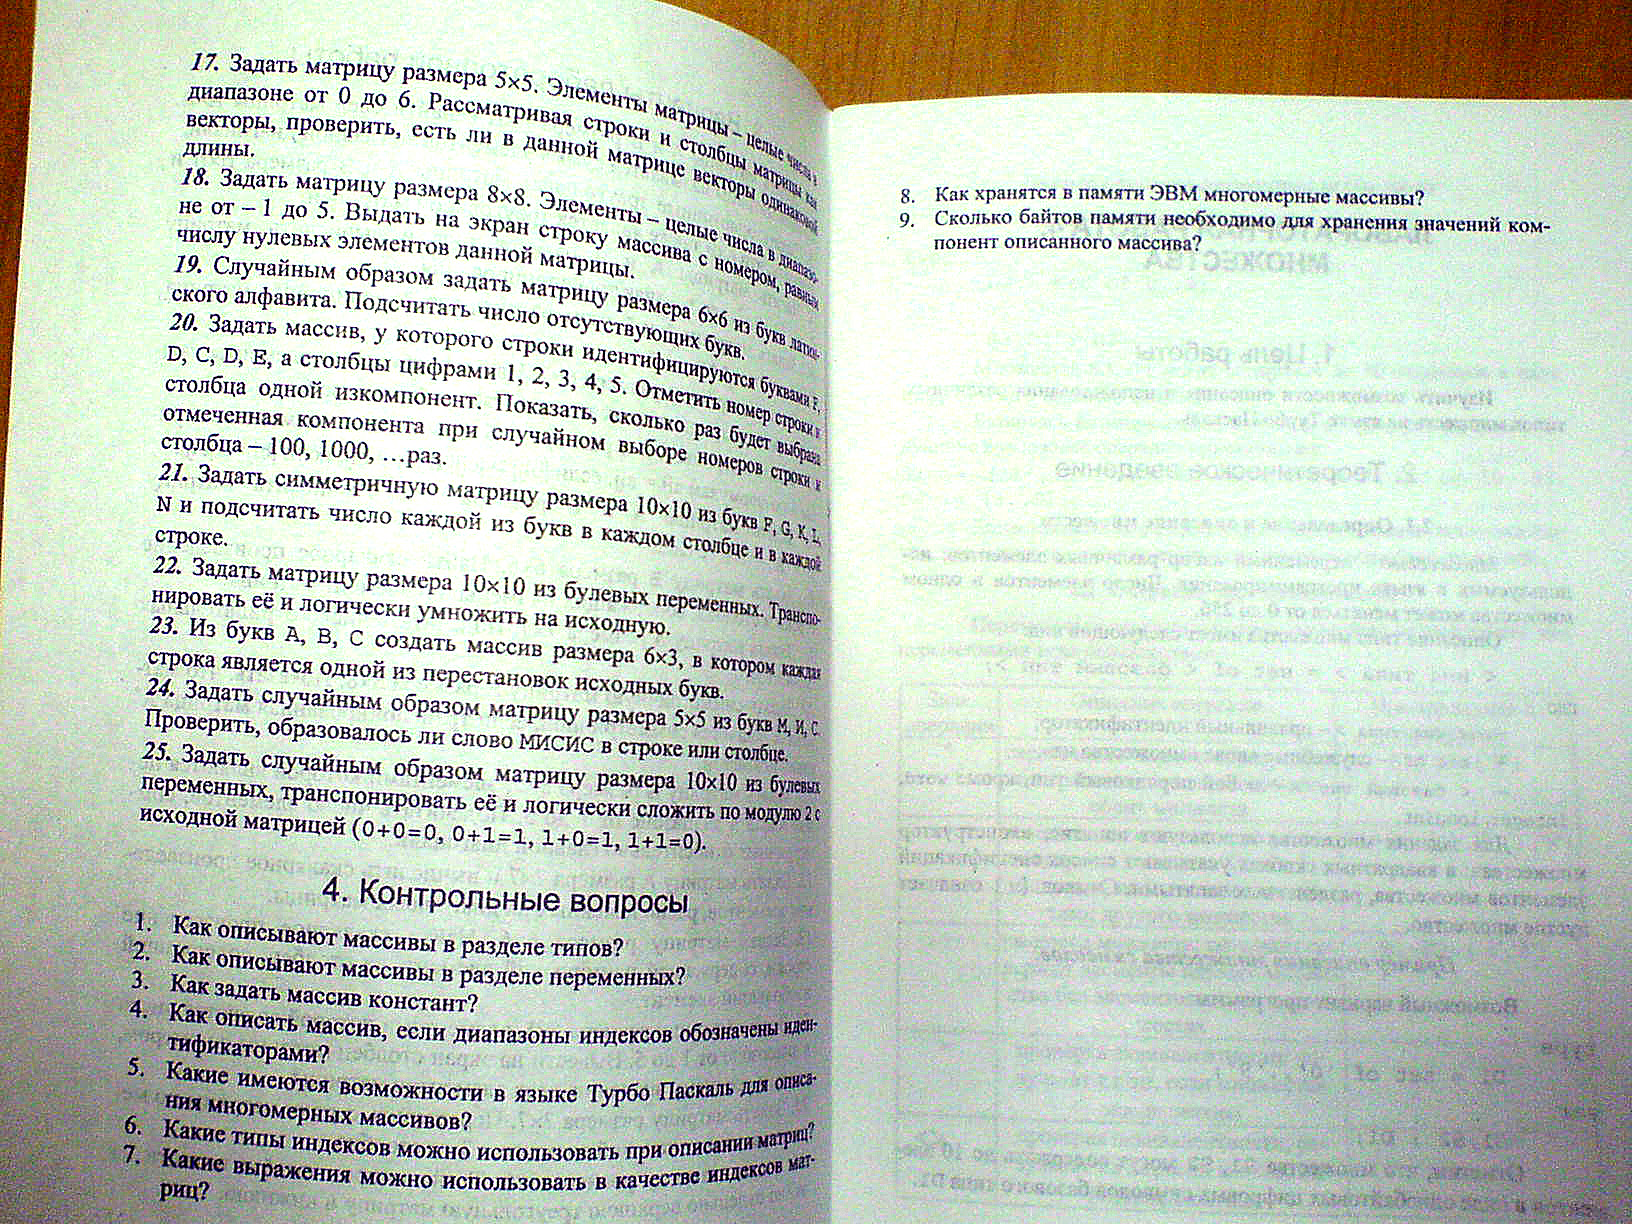 17. Задать матрицу размера 5×5. Элементы матрицы – целые числа в
диапазоне от 0 до 6. Рассматривая строки и столбцы матрицы как
векторы, проверить, есть ли в данной матрице векторы одинаковой
длины.
18. Задать матрицу размера 8×8. Элементы – целые числа в диапазо-
не от – 1 до 5. Выдать на экран строку массива с номером, равным
числу нулевых элементов данной матрицы.
19. Случайным образом задать матрицу размера 6×6 из букв латин-
ского алфавита. Подсчитать число отсутствующих букв.
20. Задать массив, у которого строки идентифицируются буквами F,
D, C, D, E, а столбцы цифрами 1, 2, 3, 4, 5. Отметить номер строки и
столбца одной изкомпонент. Показать, сколько раз будет выбрана
отмеченная компонента при случайном выборе номеров строки и
столбца – 100, 1000, …раз.
21. Задать симметричную матрицу размера 10×10 из букв F, G, K, L,
N и подсчитать число каждой из букв в каждом столбце и в каждой
строке.
22. Задать матрицу размера 10×10 из булевых переменных. Транспо-
нировать её и логически умножить на исходную.
23. Из букв А, В, С создать массив размера 6×3, в котором каждая
строка является одной из перестановок исходных букв.
24. Задать случайным образом матрицу размера 5×5 из букв М, И, С.
Проверить, образовалось ли слово МИСИС в строке или столбце.
25. Задать случайным образом матрицу размера 10×10 из булевых
переменных, транспонировать её и логически сложить по модулю 2 с
исходной матрицей (0+0=0, 0+1=1, 1+0=1, 1+1=0).
4. Контрольные вопросы
1. Как описывают массивы в разделе типов?
2. Как описывают массивы в разделе переменных?
3. Как задать массив констант?
4. Как описать массив, если диапазоны индексов обозначены иден-
тификаторами?
5. Какие имеются возможности в языке Турбо Паскаль для описа-
ния многомерных массивов?
6. Какие типы индексов можно использовать при описании матриц?
7. Какие выражения можно использовать в качестве индексов мат-
риц?
8. Как хранятся в памяти ЭВМ многомерные массивы?
9. Сколько байтов памяти необходимо для хранения значений ком-
понент описанного массива?